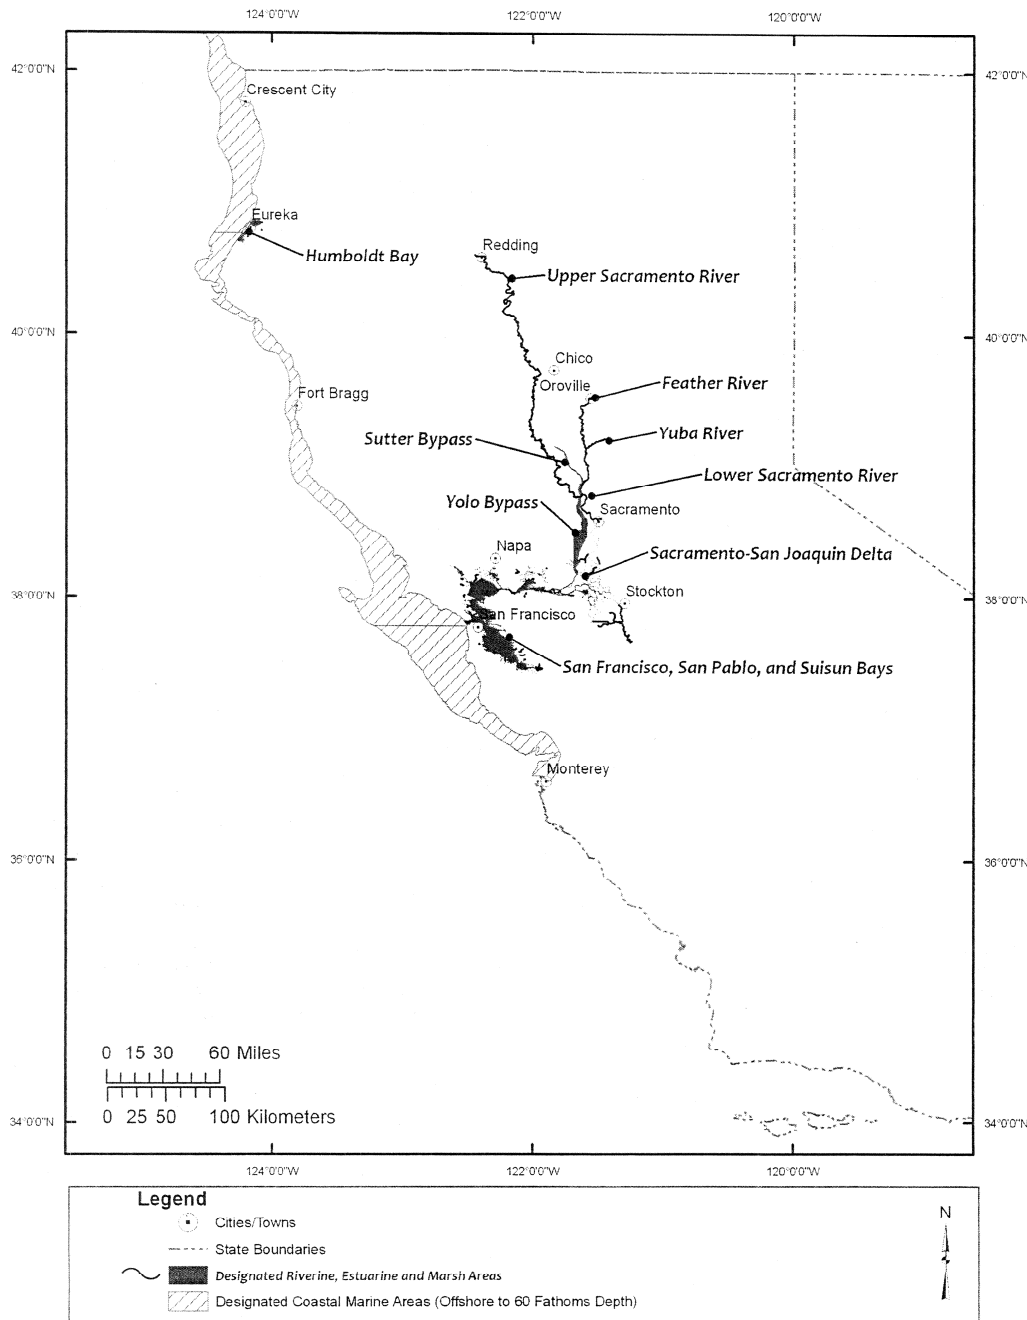 124°0'0"W 122°0'0"W 120°0'0"W
42°0'0"N 42°0'0"N
Crescent City
Eureka
Humboldt Bay
Redding
Upper Sacramento River
40°0'0"N 40°0'0"N
Chico
Oroville
Feather River
Fort Bragg
Yuba River
Sutter Bypass
Lower Sacramento River
Yolo Bypass
Sacramento
Napa
Sacramento-San Joaquin Delta
38°0'0"N 38°0'0"N
Stockton
San Francisco
San Francisco, San Pablo, and Suisun Bays
Monterey
36°0'0"N 36°0'0"N
0 15 30 60 Miles
0 25 50 100 Kilometers
34°0'0"N 34°0'0"N
124°0'0"W 122°0'0"W 120°0'0"W
Legend
Cities/Towns
State Boundaries
Designated Riverine, Estuarine and Marsh Areas
Designated Coastal Marine Areas (Offshore to 60 Fathoms Depth)
N